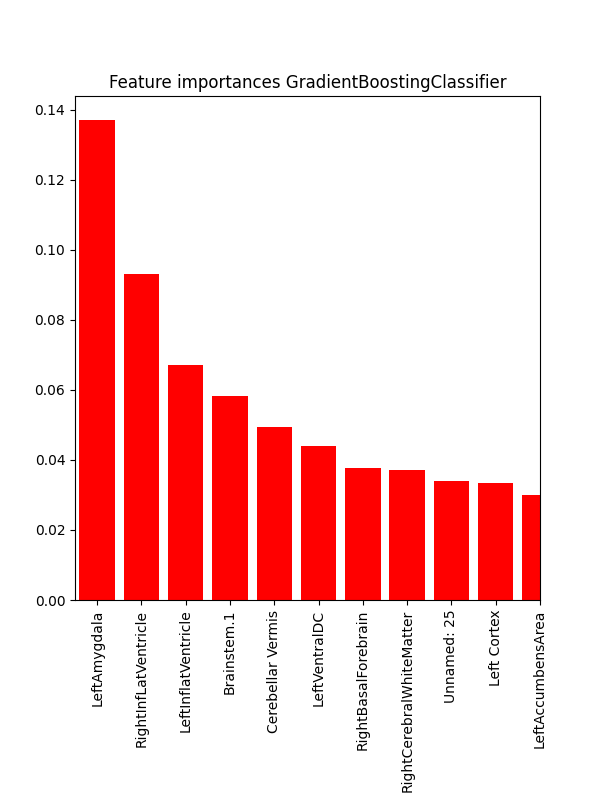 Feature importances GradientBoostingClassifier
0.14
0.12
0.10
0.08
0.06
0.04
0.02
0.00
LeftAmygdala
RightInfLatVentricle
LeftInflatVentricle
Brainstem.1
Cerebellar Vermis
LeftVentralDC
RightBasalForebrain
RightCerebralWhiteMatter
Unnamed: 25
Left Cortex
LeftAccumbensArea